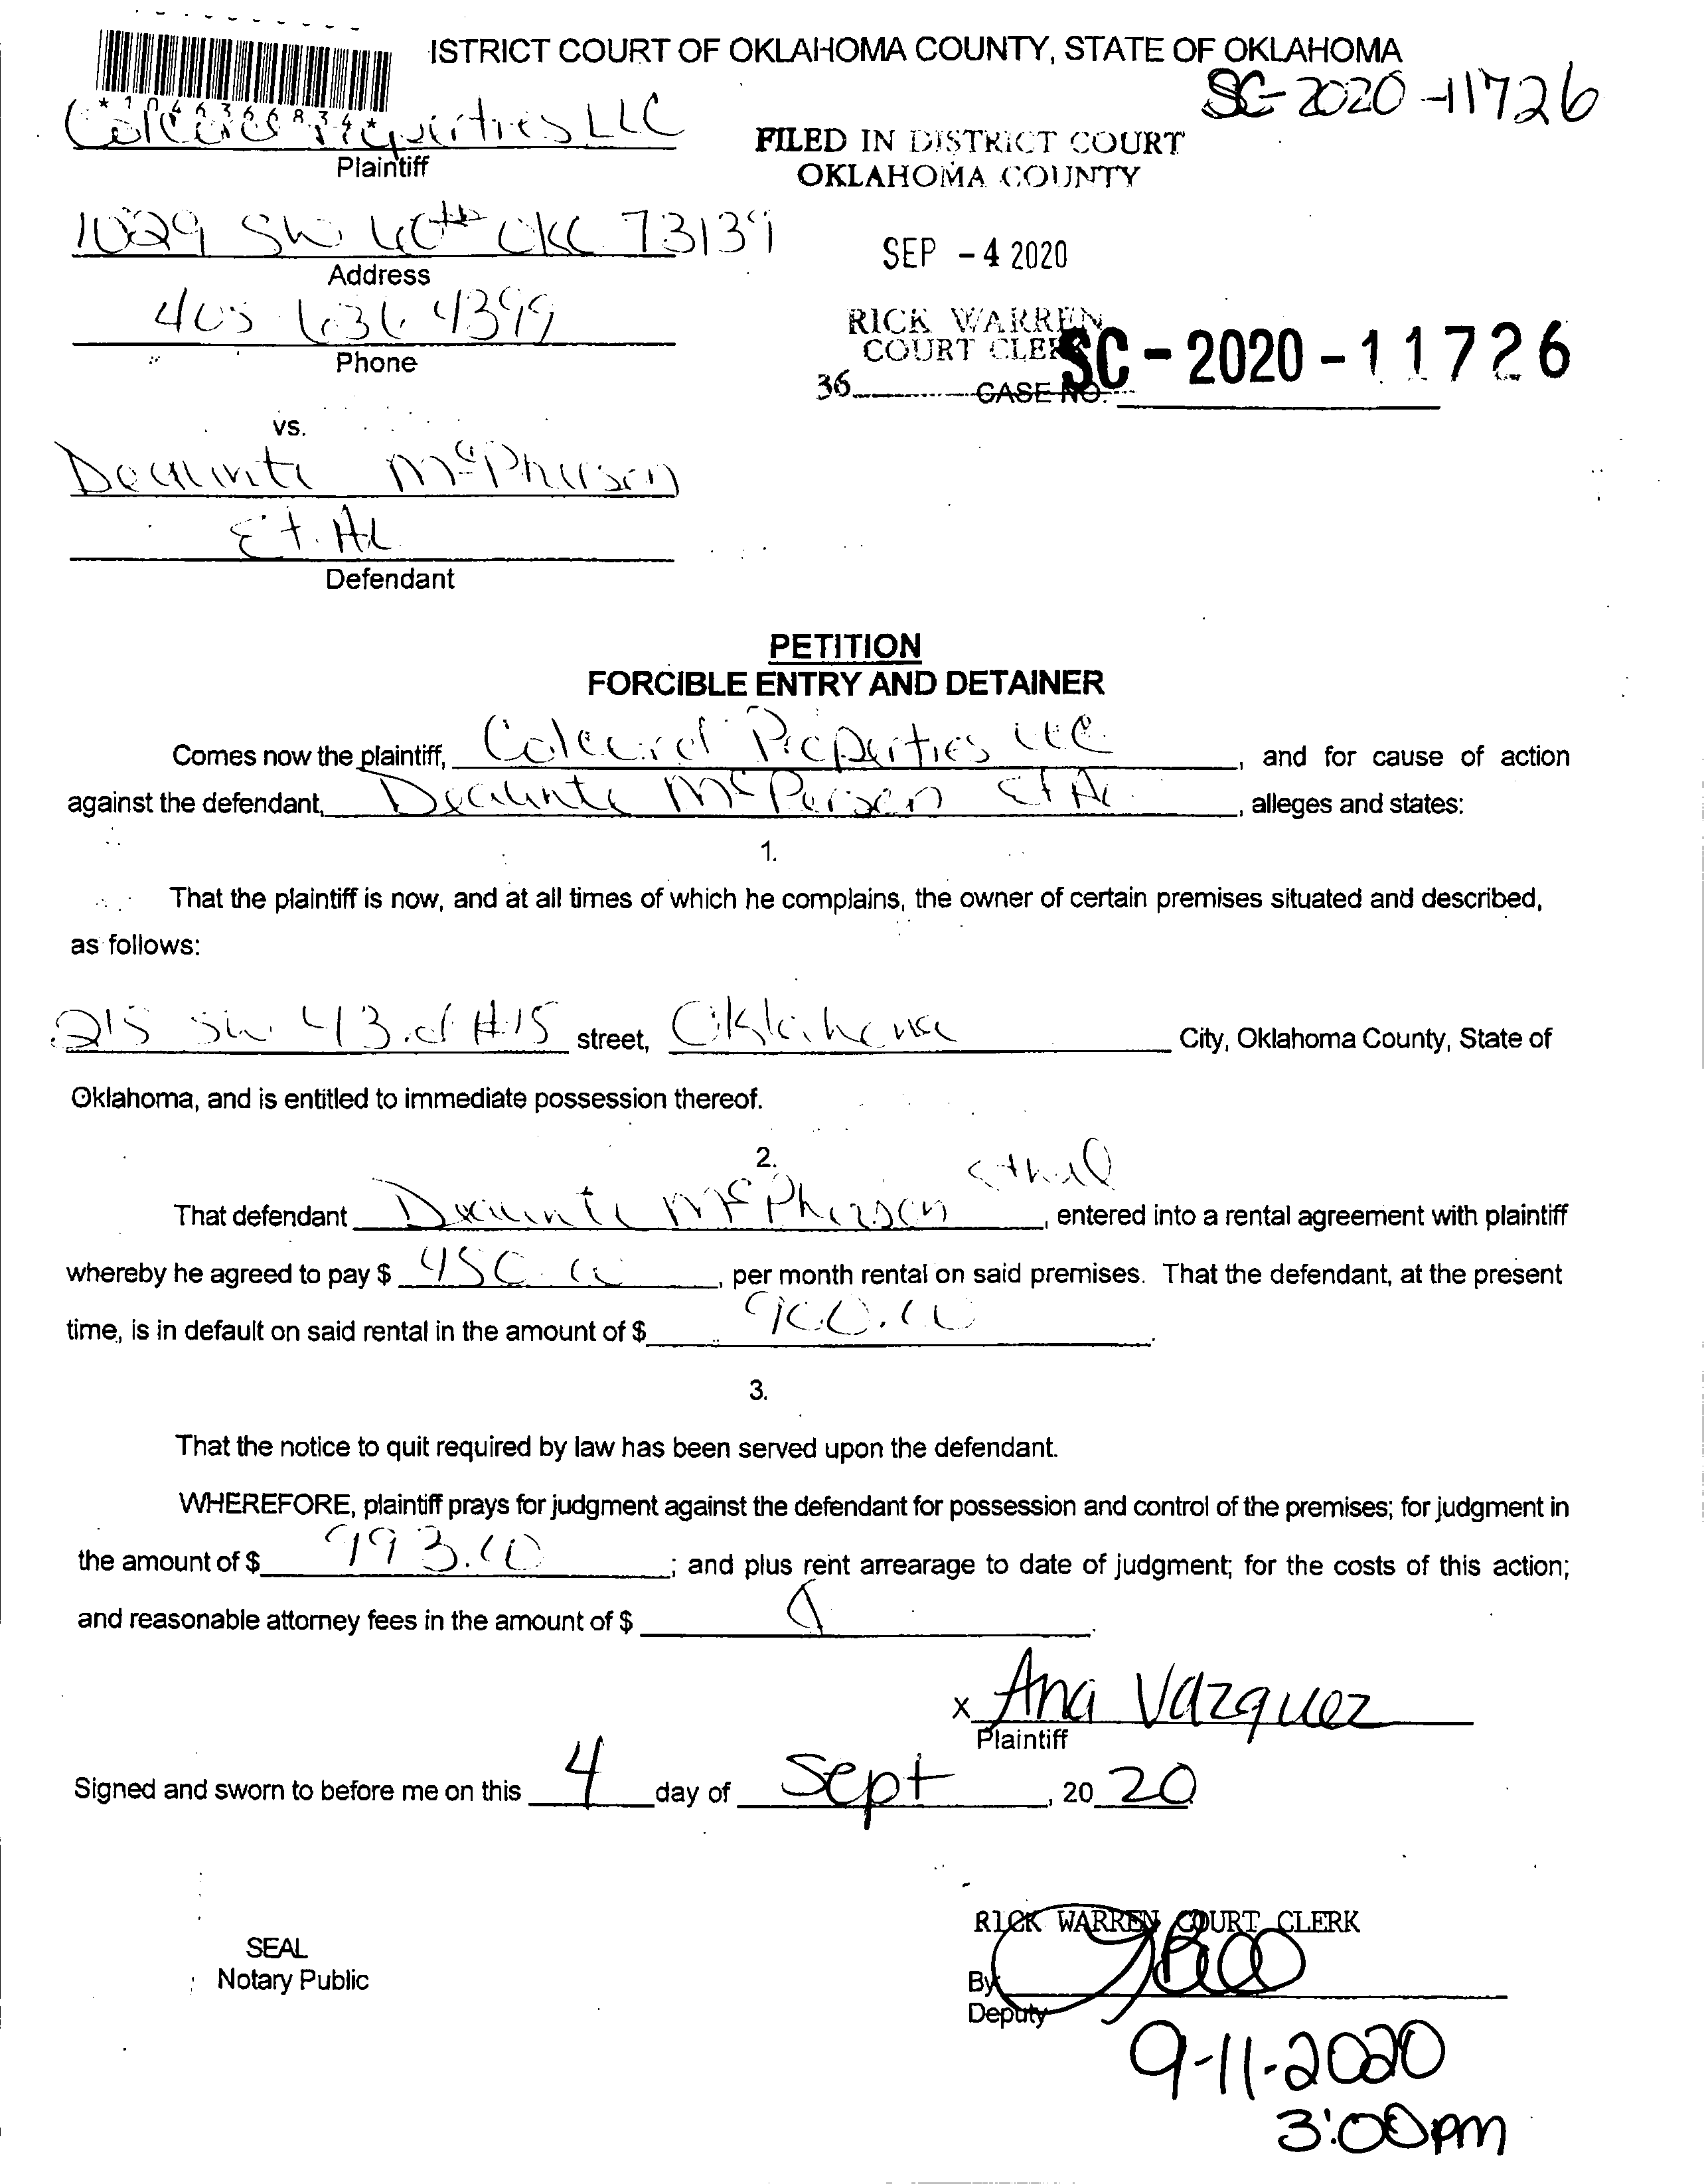 ISTRICT COURT OF OKLAHOMA COUNTY, STATE OF OKLAHOMA
SC-2020-11726
*1046366834*
Properties LLC
Plaintiff
FILED IN DISTRICT COURT
OKLAHOMA COUNTY
1029 SW 40th OKC 73139
Address
SEP - 4 2020
405 636 4399
Phone
RICK WARREN
COURT CLERK
36
CASE NO. SC - 2020 - 11726
vs.
McPherson
Et. Al
Defendant
PETITION
FORCIBLE ENTRY AND DETAINER
Comes now the plaintiff, Properties LLC, and for cause of action
against the defendant, McPerson Et Al, alleges and states:
1.
That the plaintiff is now, and at all times of which he complains, the owner of certain premises situated and described,
as follows:
215 SW 43rd #15 street, Oklahoma City, Oklahoma County, State of
Oklahoma, and is entitled to immediate possession thereof.
2.
That defendant McPherson, entered into a rental agreement with plaintiff
whereby he agreed to pay $ 450.00, per month rental on said premises. That the defendant, at the present
time, is in default on said rental in the amount of $ 900.00.
3.
That the notice to quit required by law has been served upon the defendant.
WHEREFORE, plaintiff prays for judgment against the defendant for possession and control of the premises; for judgment in
the amount of $ 993.00; and plus rent arrearage to date of judgment; for the costs of this action;
and reasonable attorney fees in the amount of $
x Ana Vazquez
Plaintiff
Signed and sworn to before me on this 4 day of Sept, 20 20
RICK WARREN COURT CLERK
SEAL
Notary Public
By
Deputy
9-11-2020
3:00pm